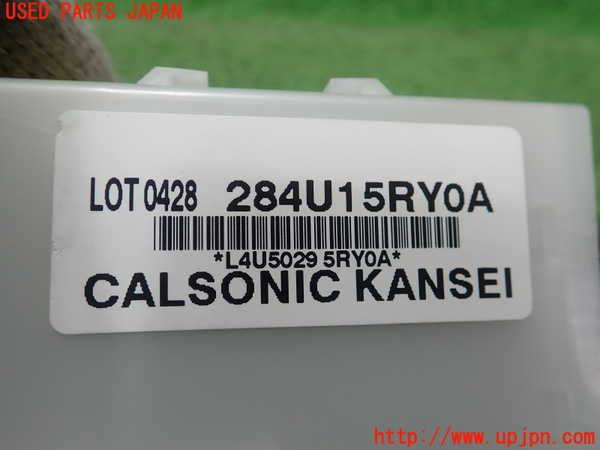 USED PARTS JAPAN
LOT 0428 284U15RY0A
*L4U5029 5RY0A*
CALSONIC KANSEI
http://www.upjpn.com/